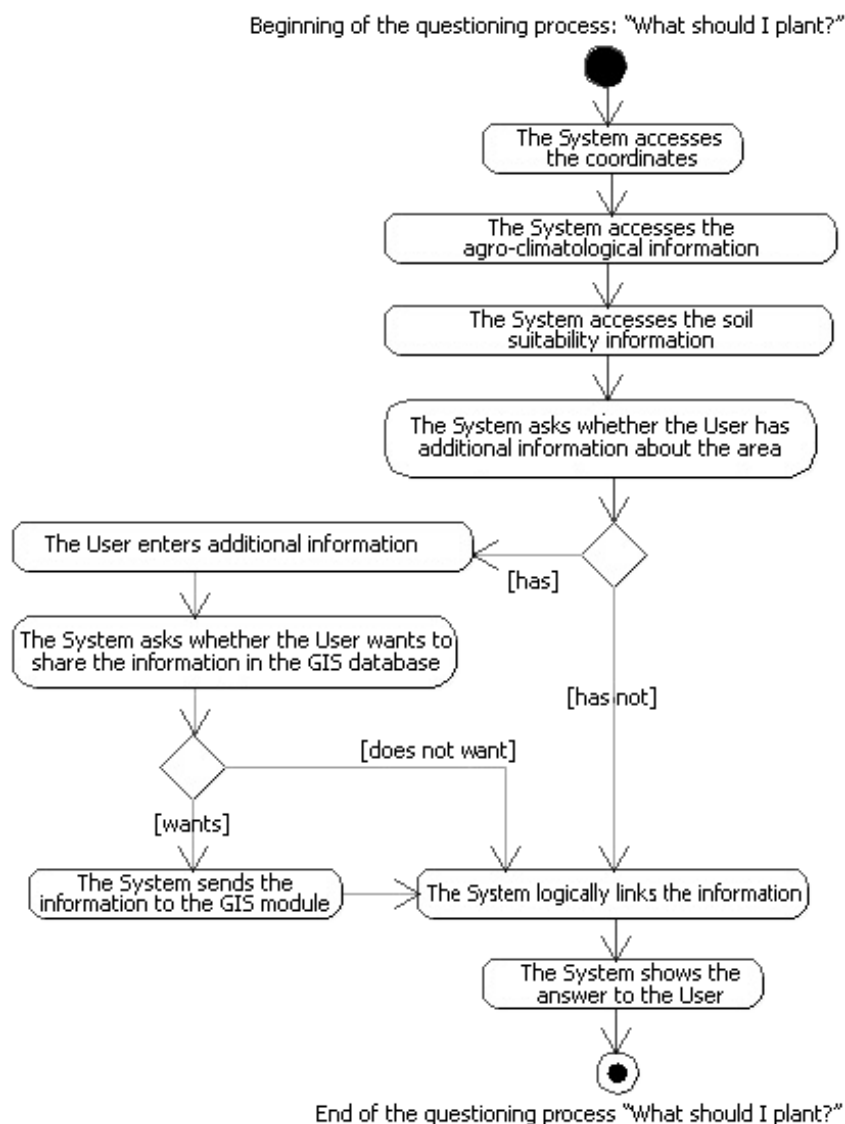 Beginning of the questioning process: “What should I plant?”
The System accesses
the coordinates
The System accesses the
agro-climatological information
The System accesses the soil
suitability information
The System asks whether the User has
additional information about the area
The User enters additional information
[has]
The System asks whether the User wants to
share the information in the GIS database
[has not]
[does not want]
[wants]
The System sends the
information to the GIS module
The System logically links the information
The System shows the
answer to the User
End of the questioning process “What should I plant?”